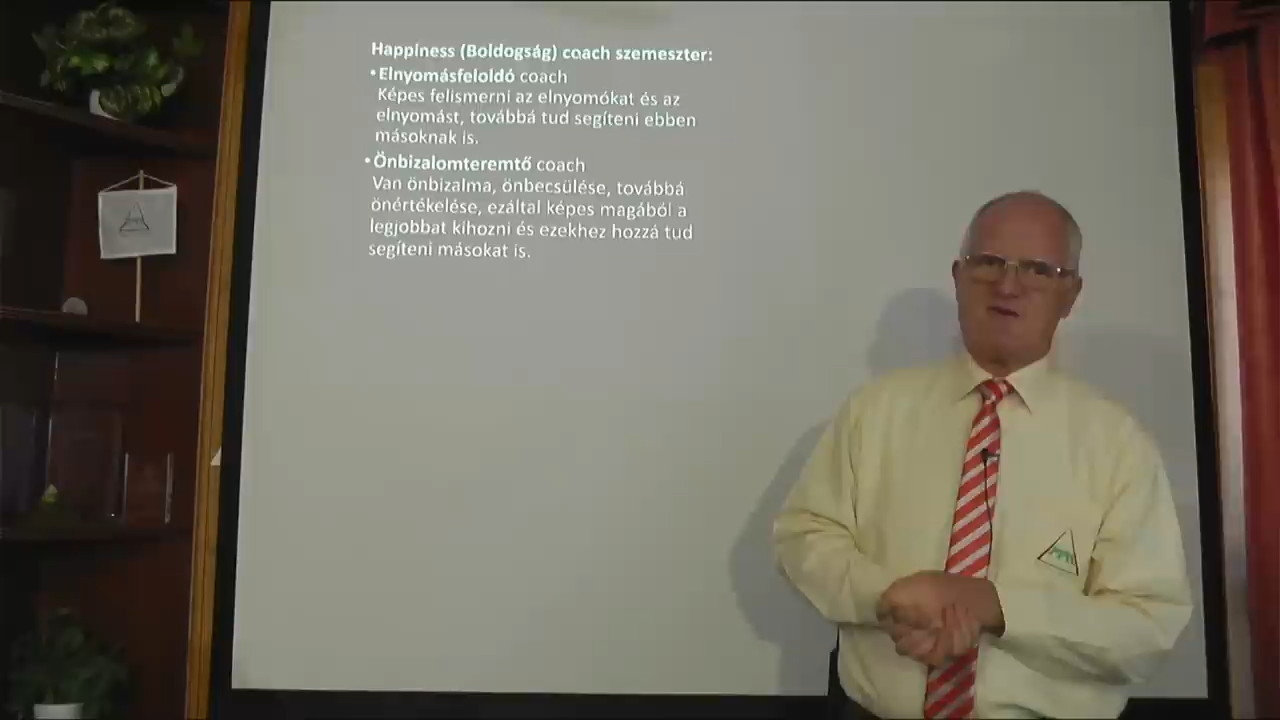 Happiness (Boldogság) coach szemeszter:
• Elnyomásfeloldó coach
Képes felismerni az elnyomókat és az
elnyomást, továbbá tud segíteni ebben
másoknak is.
• Önbizalomteremtő coach
Van önbizalma, önbecsülése, továbbá
önértékelése, ezáltal képes magából a
legjobbat kihozni és ezekhez hozzá tud
segíteni másokat is.